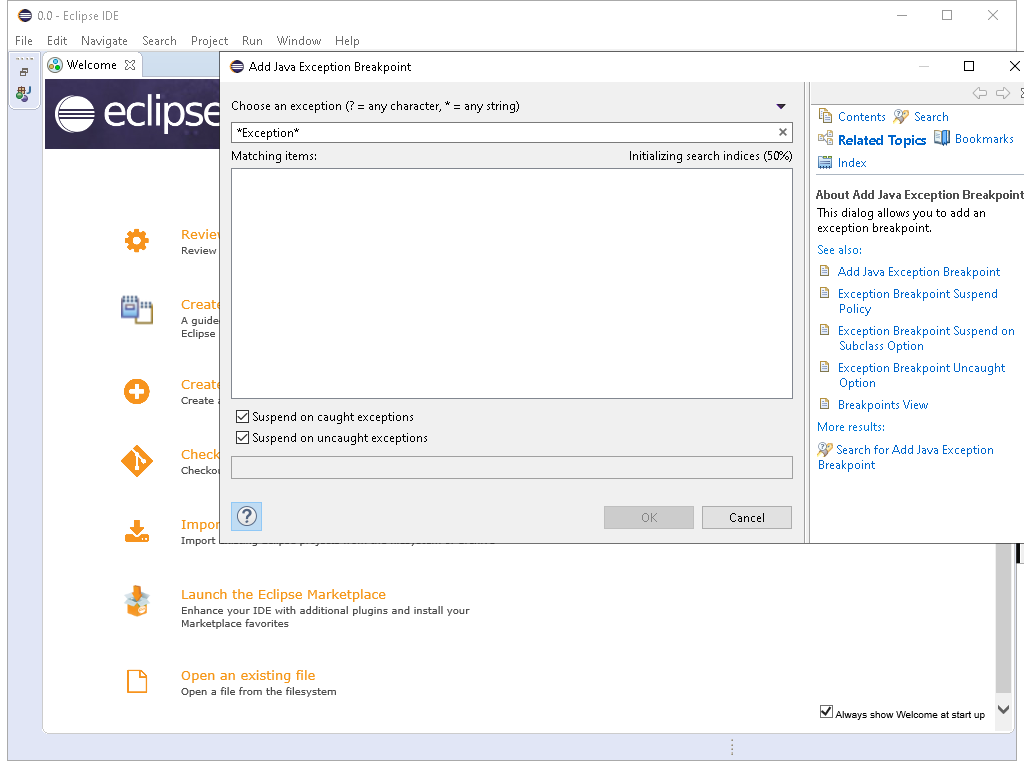 0.0 - Eclipse IDE
File Edit Navigate Search Project Run Window Help
Welcome
eclipse
Add Java Exception Breakpoint
Choose an exception (? = any character, * = any string)
*Exception*
Matching items: Initializing search indices (50%)
Suspend on caught exceptions
Suspend on uncaught exceptions
OK Cancel
Contents Search
Related Topics Bookmarks
Index
About Add Java Exception Breakpoint
This dialog allows you to add an
exception breakpoint.
See also:
Add Java Exception Breakpoint
Exception Breakpoint Suspend
Policy
Exception Breakpoint Suspend on
Subclass Option
Exception Breakpoint Uncaught
Option
Breakpoints View
More results:
Search for Add Java Exception
Breakpoint
Review
Review
Create
A guide
Eclipse
Create
Create
Check
Checkou
Impor
Import
Launch the Eclipse Marketplace
Enhance your IDE with additional plugins and install your
Marketplace favorites
Open an existing file
Open a file from the filesystem
Always show Welcome at start up